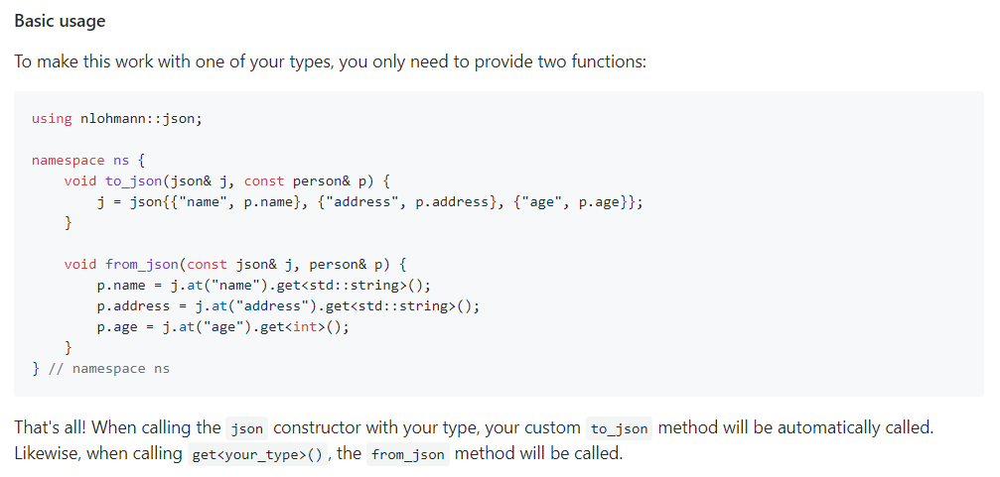 Basic usage
To make this work with one of your types, you only need to provide two functions:
using nlohmann::json;
namespace ns {
    void to_json(json& j, const person& p) {
        j = json{{"name", p.name}, {"address", p.address}, {"age", p.age}};
    }
    void from_json(const json& j, person& p) {
        p.name = j.at("name").get<std::string>();
        p.address = j.at("address").get<std::string>();
        p.age = j.at("age").get<int>();
    }
} // namespace ns
That's all! When calling the json constructor with your type, your custom to_json method will be automatically called.
Likewise, when calling get<your_type>(), the from_json method will be called.